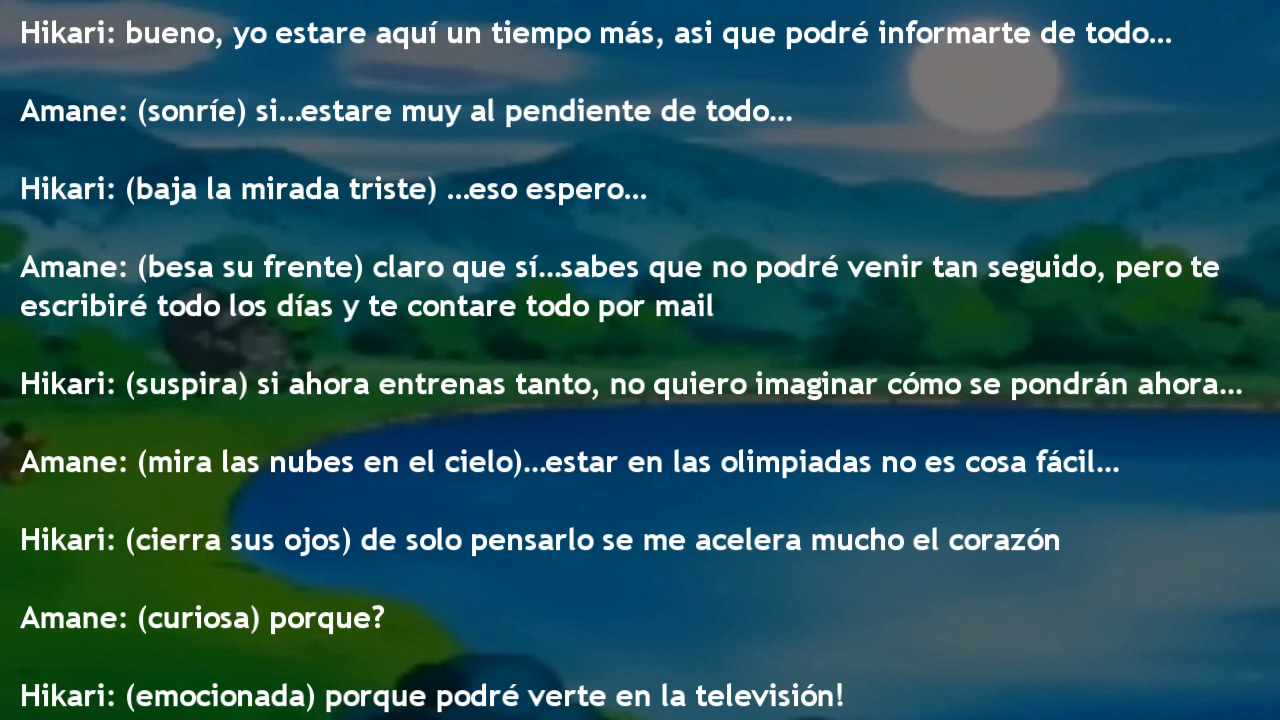 Hikari: bueno, yo estare aquí un tiempo más, asi que podré informarte de todo...
Amane: (sonríe) si...estare muy al pendiente de todo...
Hikari: (baja la mirada triste) ...eso espero...
Amane: (besa su frente) claro que sí...sabes que no podré venir tan seguido, pero te
escribiré todo los días y te contare todo por mail
Hikari: (suspira) si ahora entrenas tanto, no quiero imaginar cómo se pondrán ahora...
Amane: (mira las nubes en el cielo)...estar en las olimpiadas no es cosa fácil...
Hikari: (cierra sus ojos) de solo pensarlo se me acelera mucho el corazón
Amane: (curiosa) porque?
Hikari: (emocionada) porque podré verte en la televisión!